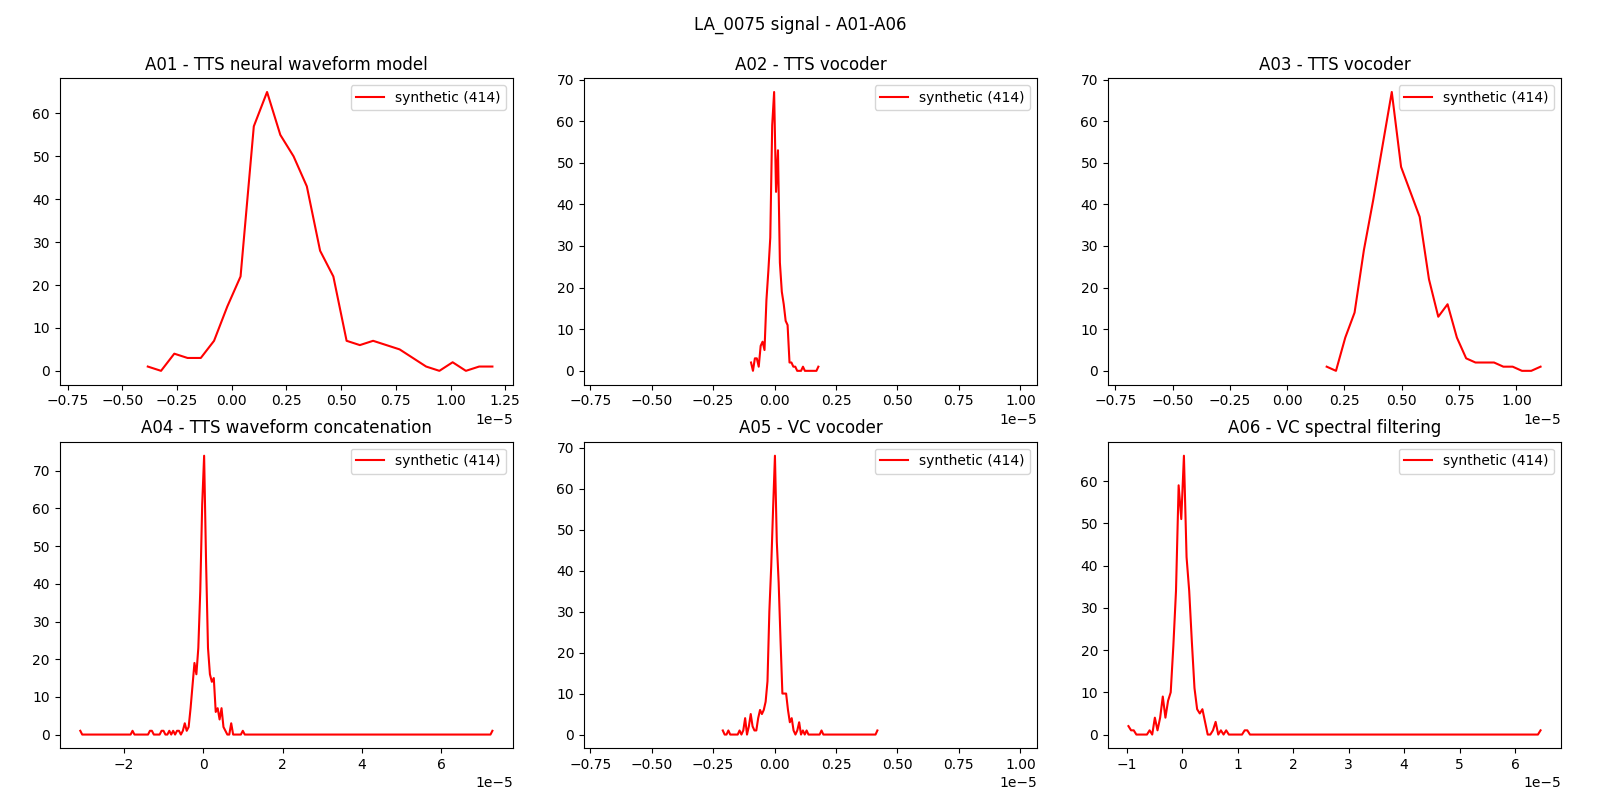 LA_0075 signal - A01-A06
A01 - TTS neural waveform model
A02 - TTS vocoder
A03 - TTS vocoder
synthetic (414)
synthetic (414)
synthetic (414)
60
50
40
30
20
10
0
70
60
50
40
30
20
10
0
70
60
50
40
30
20
10
0
−0.75 −0.50 −0.25 0.00 0.25 0.50 0.75 1.00 1.25
1e−5
−0.75 −0.50 −0.25 0.00 0.25 0.50 0.75 1.00
1e−5
−0.75 −0.50 −0.25 0.00 0.25 0.50 0.75 1.00
1e−5
A04 - TTS waveform concatenation
A05 - VC vocoder
A06 - VC spectral filtering
synthetic (414)
synthetic (414)
synthetic (414)
70
60
50
40
30
20
10
0
70
60
50
40
30
20
10
0
60
50
40
30
20
10
0
−2 0 2 4 6
1e−5
−0.75 −0.50 −0.25 0.00 0.25 0.50 0.75 1.00
1e−5
−1 0 1 2 3 4 5 6
1e−5